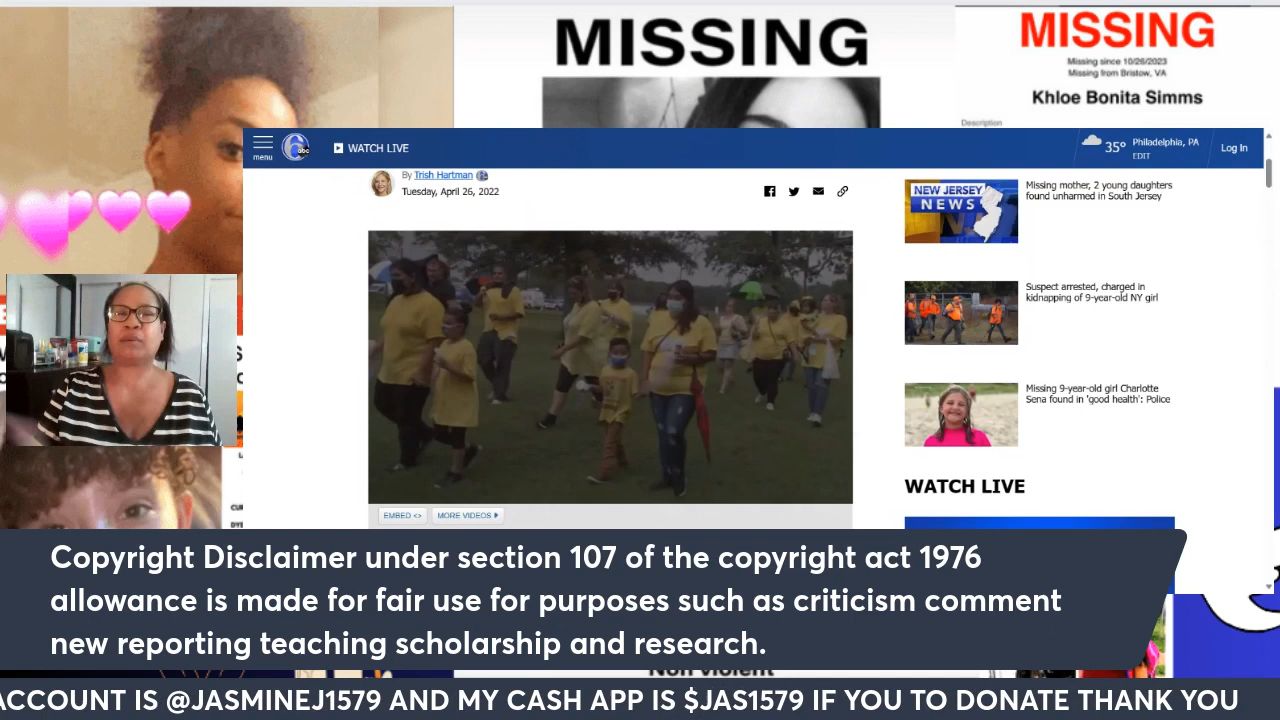 MISSING
MISSING
Missing since 10/26/2023
Missing from Bristow, VA
Khloe Bonita Simms
Description
menu
abc
WATCH LIVE
35°
Philadelphia, PA
EDIT
Log In
By Trish Hartman
Tuesday, April 26, 2022
NEW JERSEY
NEWS
Missing mother, 2 young daughters
found unharmed in South Jersey
Suspect arrested, charged in
kidnapping of 9-year-old NY girl
Missing 9-year-old girl Charlotte
Sena found in 'good health': Police
WATCH LIVE
EMBED <>
MORE VIDEOS
Copyright Disclaimer under section 107 of the copyright act 1976
allowance is made for fair use for purposes such as criticism comment
new reporting teaching scholarship and research.
Non violent
ACCOUNT IS @JASMINEJ1579 AND MY CASH APP IS $JAS1579 IF YOU TO DONATE THANK YOU